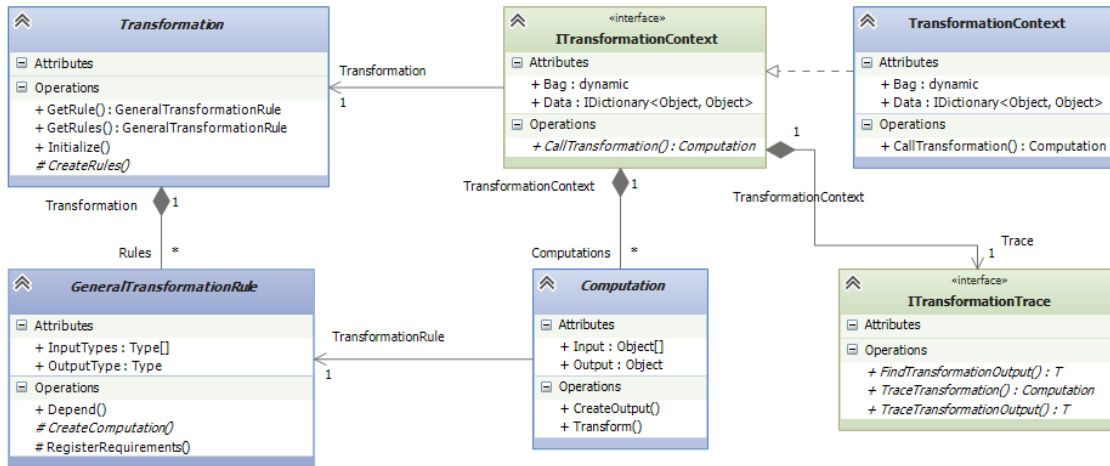 Transformation
Attributes
Operations
+ GetRule() : GeneralTransformationRule
+ GetRules() : GeneralTransformationRule
+ Initialize()
# CreateRules()
Transformation
1
«interface»
ITransformationContext
Attributes
+ Bag : dynamic
+ Data : IDictionary<Object, Object>
Operations
+ CallTransformation() : Computation
TransformationContext
Attributes
+ Bag : dynamic
+ Data : IDictionary<Object, Object>
Operations
+ CallTransformation() : Computation
Transformation
1
Rules
*
TransformationContext
1
Computations
*
1
TransformationContext
Trace
1
GeneralTransformationRule
Attributes
+ InputTypes : Type[]
+ OutputType : Type
Operations
+ Depend()
# CreateComputation()
# RegisterRequirements()
TransformationRule
1
Computation
Attributes
+ Input : Object[]
+ Output : Object
Operations
+ CreateOutput()
+ Transform()
«interface»
ITransformationTrace
Attributes
Operations
+ FindTransformationOutput() : T
+ TraceTransformation() : Computation
+ TraceTransformationOutput() : T